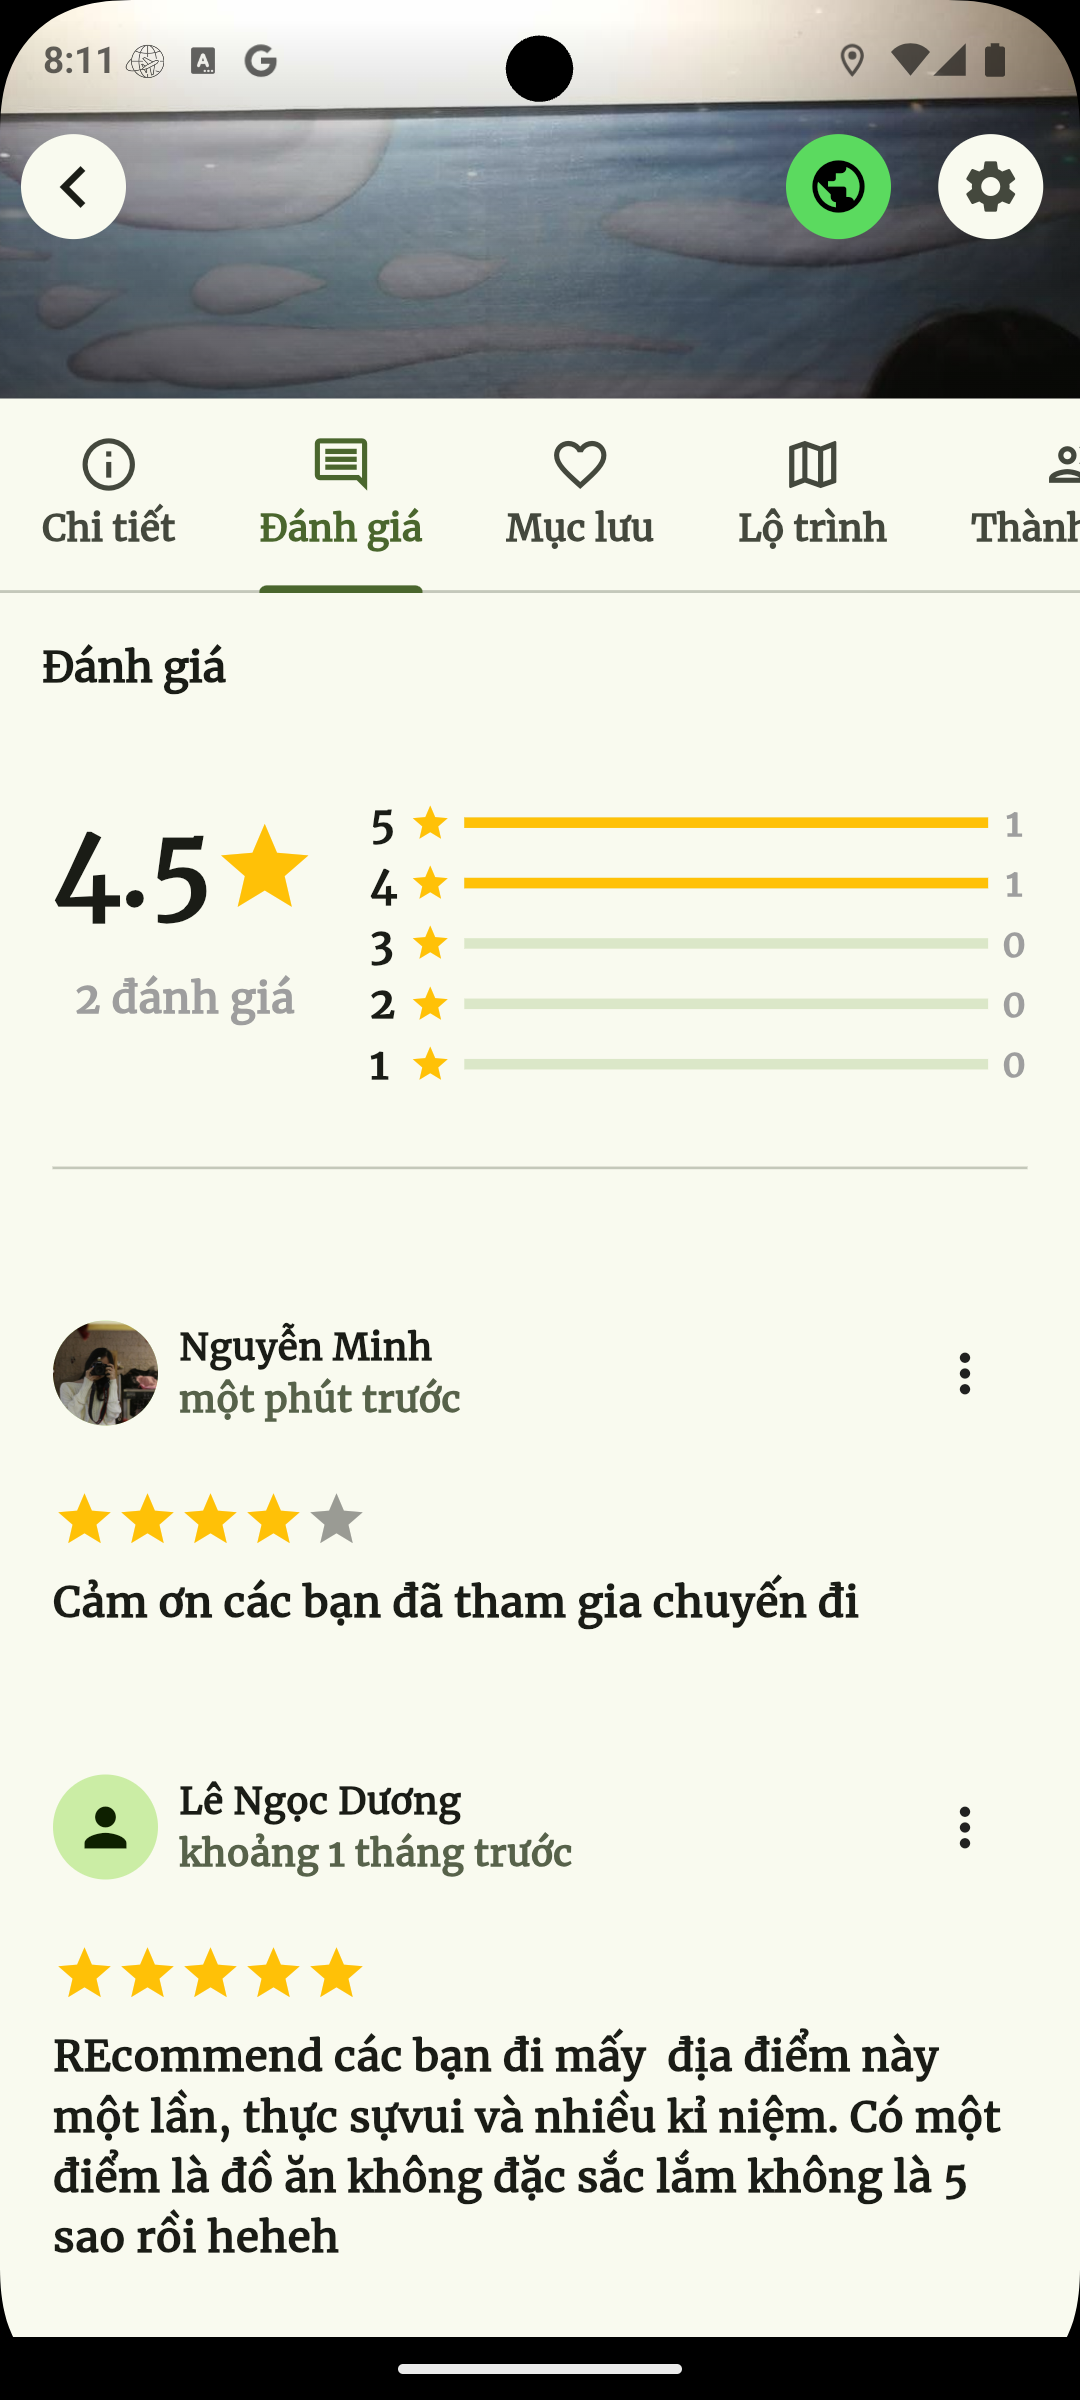 8:11
Chi tiết
Đánh giá
Mục lưu
Lộ trình
Thành
Đánh giá
4.5
2 đánh giá
5 1
4 1
3 0
2 0
1 0
Nguyễn Minh
một phút trước
Cảm ơn các bạn đã tham gia chuyến đi
Lê Ngọc Dương
khoảng 1 tháng trước
REcommend các bạn đi mấy  địa điểm này
một lần, thực sựvui và nhiều kỉ niệm. Có một
điểm là đồ ăn không đặc sắc lắm không là 5
sao rồi heheh